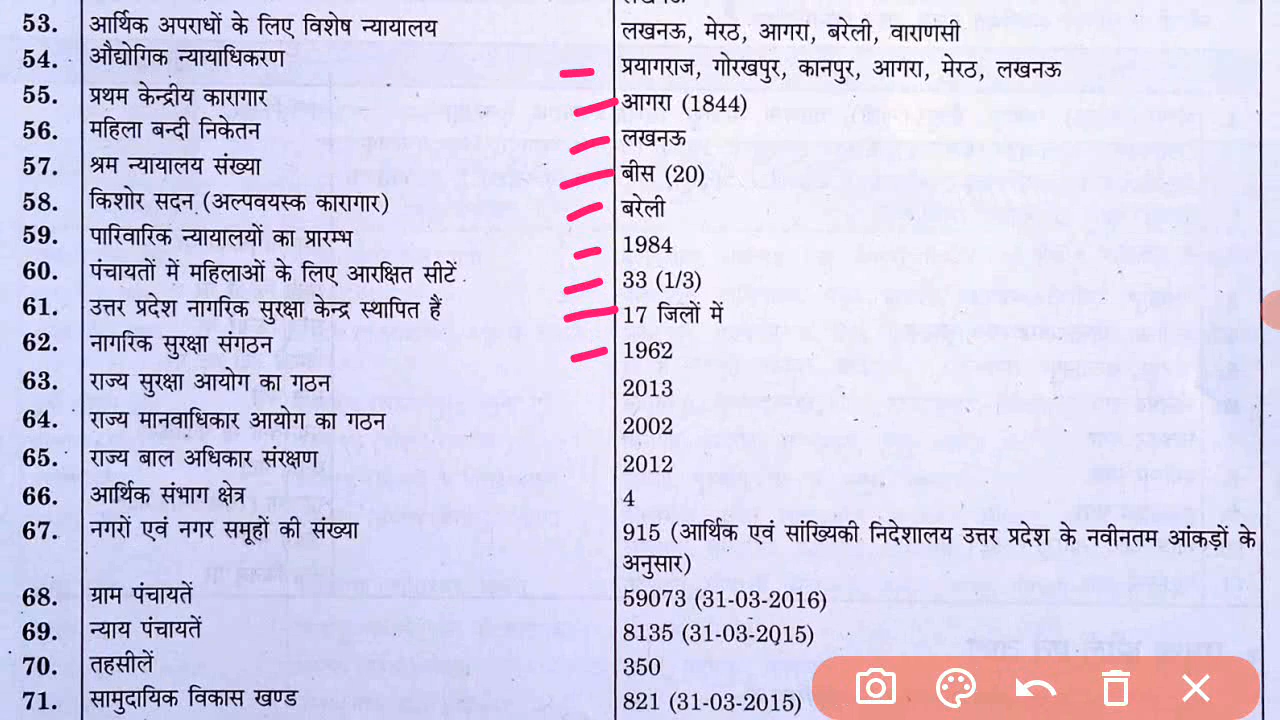 53. आर्थिक अपराधों के लिए विशेष न्यायालय लखनऊ, मेरठ, आगरा, बरेली, वाराणसी
54. औद्योगिक न्यायाधिकरण प्रयागराज, गोरखपुर, कानपुर, आगरा, मेरठ, लखनऊ
55. प्रथम केन्द्रीय कारागार आगरा (1844)
56. महिला बन्दी निकेतन लखनऊ
57. श्रम न्यायालय संख्या बीस (20)
58. किशोर सदन (अल्पवयस्क कारागार) बरेली
59. पारिवारिक न्यायालयों का प्रारम्भ 1984
60. पंचायतों में महिलाओं के लिए आरक्षित सीटें 33 (1/3)
61. उत्तर प्रदेश नागरिक सुरक्षा केन्द्र स्थापित हैं 17 जिलों में
62. नागरिक सुरक्षा संगठन 1962
63. राज्य सुरक्षा आयोग का गठन 2013
64. राज्य मानवाधिकार आयोग का गठन 2002
65. राज्य बाल अधिकार संरक्षण 2012
66. आर्थिक संभाग क्षेत्र 4
67. नगरों एवं नगर समूहों की संख्या 915 (आर्थिक एवं सांख्यिकी निदेशालय उत्तर प्रदेश के नवीनतम आंकड़ों के
अनुसार)
68. ग्राम पंचायतें 59073 (31-03-2016)
69. न्याय पंचायतें 8135 (31-03-2015)
70. तहसीलें 350
71. सामुदायिक विकास खण्ड 821 (31-03-2015)